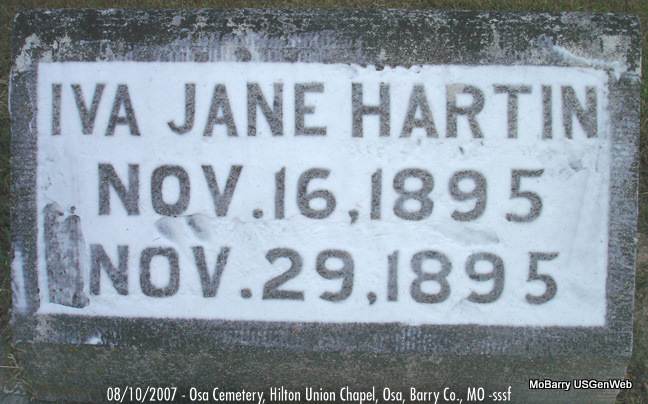 IVA JANE HARTIN
NOV. 16, 1895
NOV. 29, 1895
08/10/2007 - Osa Cemetery, Hilton Union Chapel, Osa, Barry Co., MO -sssf
MoBarry USGenWeb